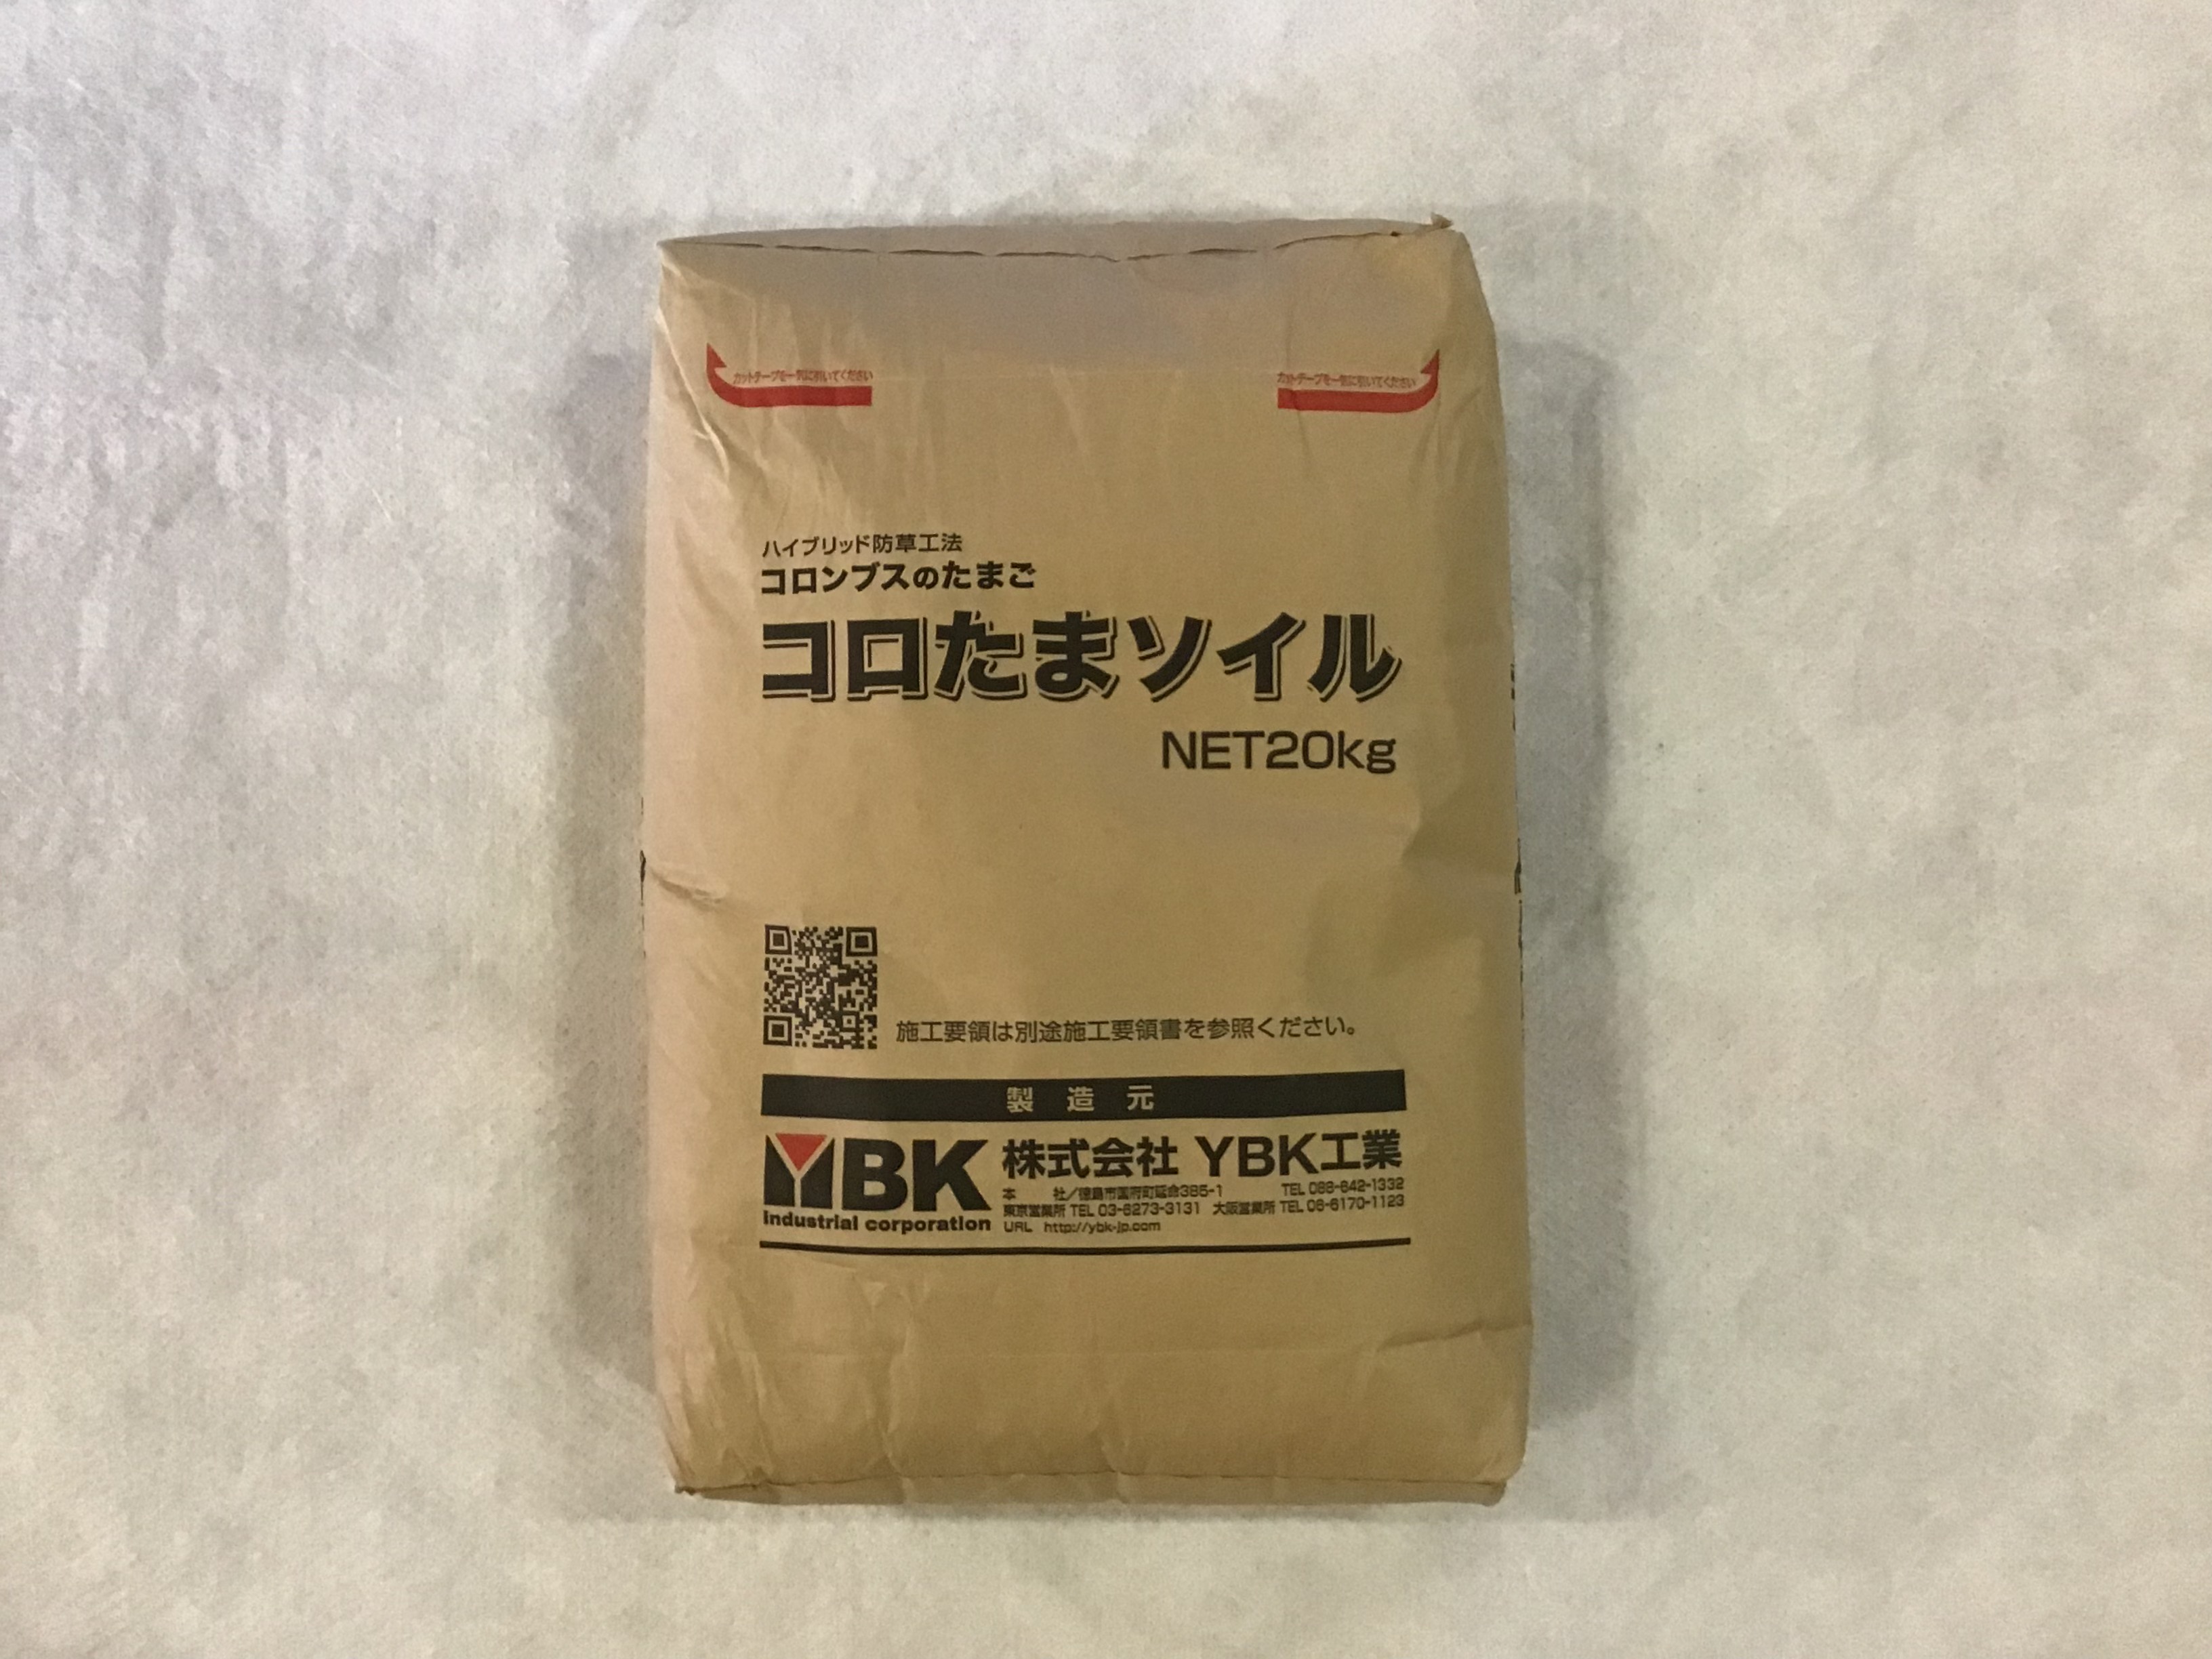 カットテープを一気に引いてください
カットテープを一気に引いてください
ハイブリッド防草工法
コロンブスのたまご
コロたまソイル
NET20kg
施工要領は別途施工要領書を参照ください。
製造元
YBK
industrial corporation
株式会社 YBK工業
本 社/徳島市国府町延命385-1 TEL 088-642-1332
東京営業所 TEL 03-6273-3131 大阪営業所 TEL 06-6170-1123
URL http://ybk-jp.com